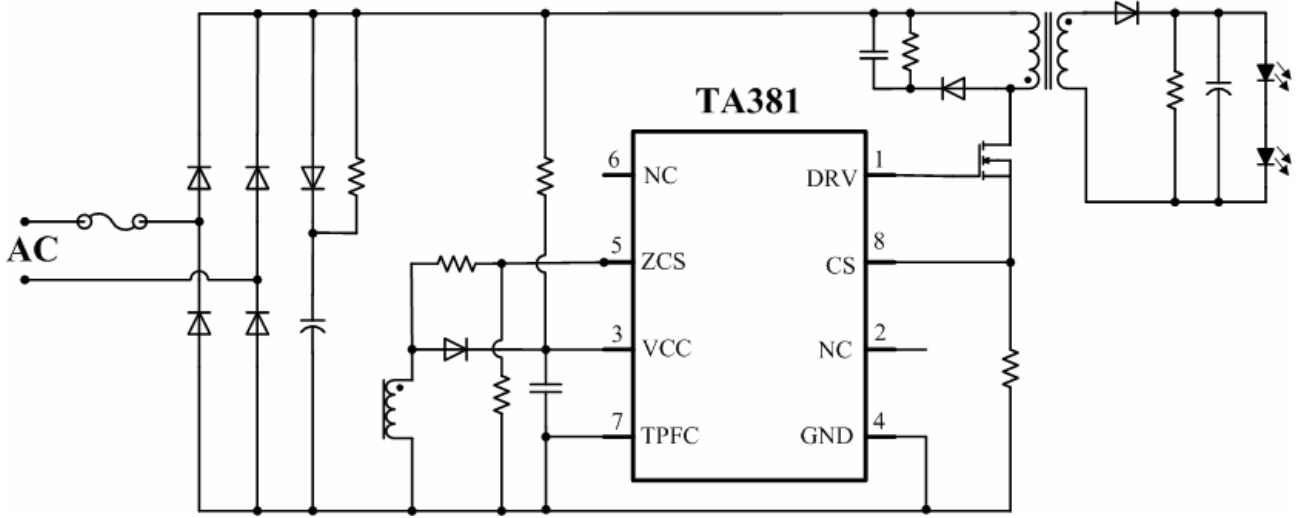 TA381
6 NC DRV 1
AC
5 ZCS CS 8
3 VCC NC 2
7 TPFC GND 4